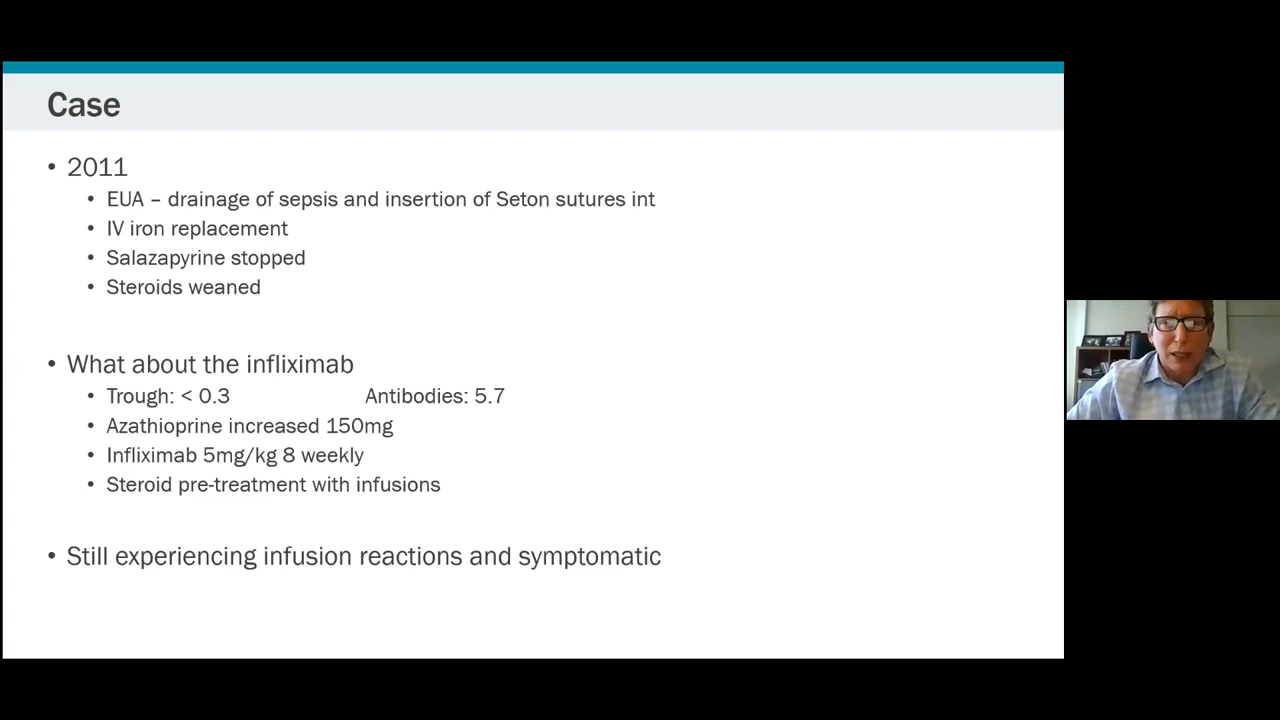 Case
• 2011
• EUA – drainage of sepsis and insertion of Seton sutures int
• IV iron replacement
• Salazapyrine stopped
• Steroids weaned
• What about the infliximab
• Trough: < 0.3 Antibodies: 5.7
• Azathioprine increased 150mg
• Infliximab 5mg/kg 8 weekly
• Steroid pre-treatment with infusions
• Still experiencing infusion reactions and symptomatic